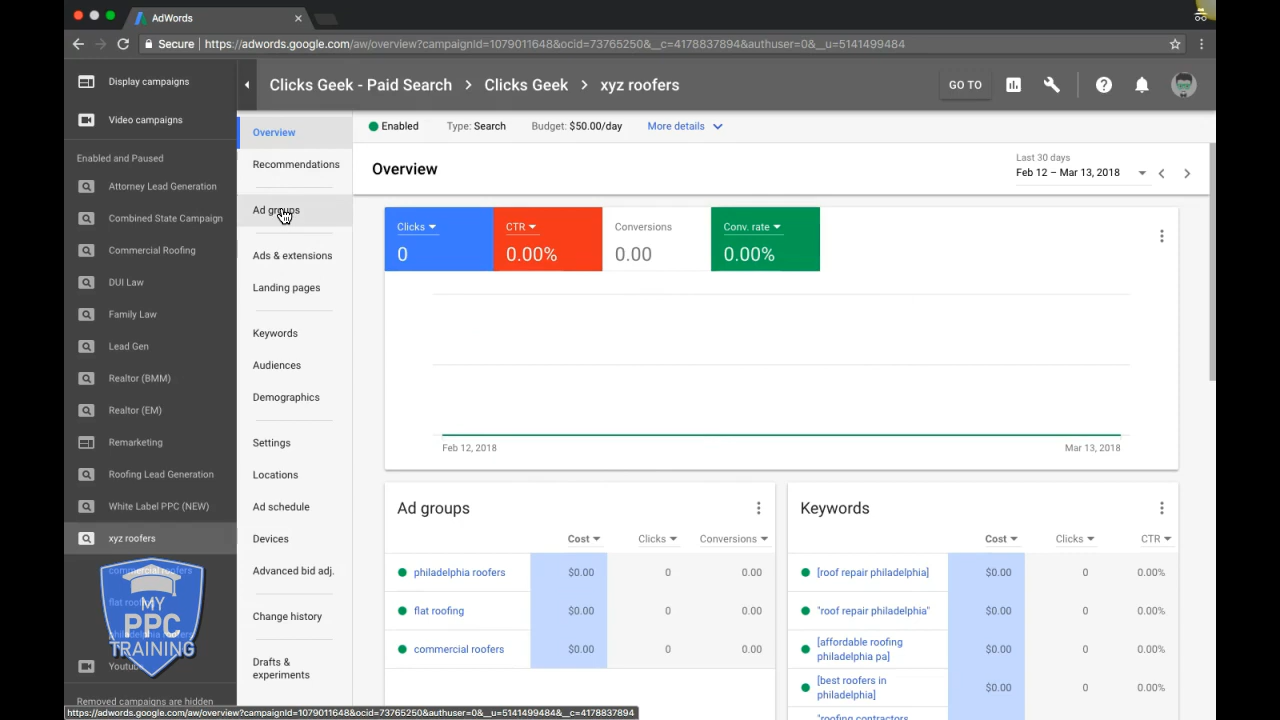 AdWords
Secure https://adwords.google.com/aw/overview?campaignId=1079011648&ocid=73765250&__c=4178837894&authuser=0&__u=5141499484
Display campaigns
Video campaigns
Enabled and Paused
Attorney Lead Generation
Combined State Campaign
Commercial Roofing
DUI Law
Family Law
Lead Gen
Realtor (BMM)
Realtor (EM)
Remarketing
Roofing Lead Generation
White Label PPC (NEW)
xyz roofers
commercial roofers
flat roofing
philadelphia roofers
MY
PPC
TRAINING
Removed campaigns are hidden
Clicks Geek - Paid Search > Clicks Geek > xyz roofers
GO TO
Overview
Recommendations
Ad groups
Ads & extensions
Landing pages
Keywords
Audiences
Demographics
Settings
Locations
Ad schedule
Devices
Advanced bid adj.
Change history
Drafts &
experiments
Enabled Type: Search Budget: $50.00/day More details
Overview
Last 30 days
Feb 12 – Mar 13, 2018
Clicks
0
CTR
0.00%
Conversions
0.00
Conv. rate
0.00%
Feb 12, 2018
Mar 13, 2018
Ad groups
Cost Clicks Conversions
philadelphia roofers $0.00 0 0.00
flat roofing $0.00 0 0.00
commercial roofers $0.00 0 0.00
Keywords
Cost Clicks CTR
[roof repair philadelphia] $0.00 0 0.00%
"roof repair philadelphia" $0.00 0 0.00%
[affordable roofing
philadelphia pa] $0.00 0 0.00%
[best roofers in
philadelphia] $0.00 0 0.00%
"roofing contractors
https://adwords.google.com/aw/overview?campaignId=1079011648&ocid=73765250&authuser=0&__u=5141499484&__c=4178837894